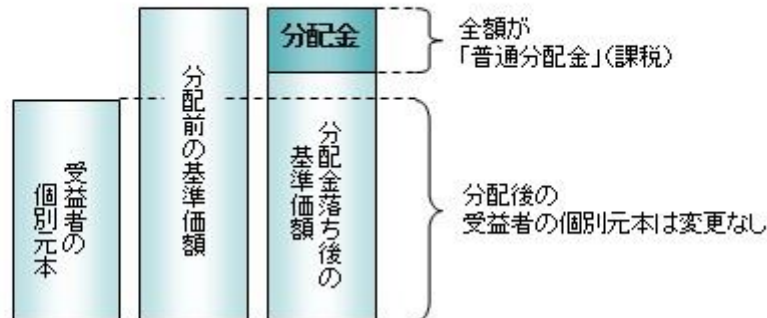 受益者の
個別元本
分配前の基準価額
分配金
分配金落ち後の
基準価額
全額が
「普通分配金」(課税)
分配後の
受益者の個別元本は変更なし